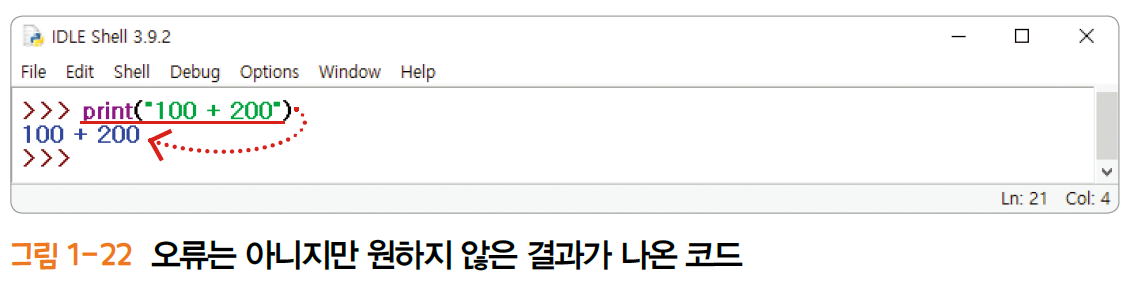 IDLE Shell 3.9.2
File Edit Shell Debug Options Window Help
>>> print("100 + 200")
100 + 200
>>>
Ln: 21 Col: 4
그림 1-22 오류는 아니지만 원하지 않은 결과가 나온 코드